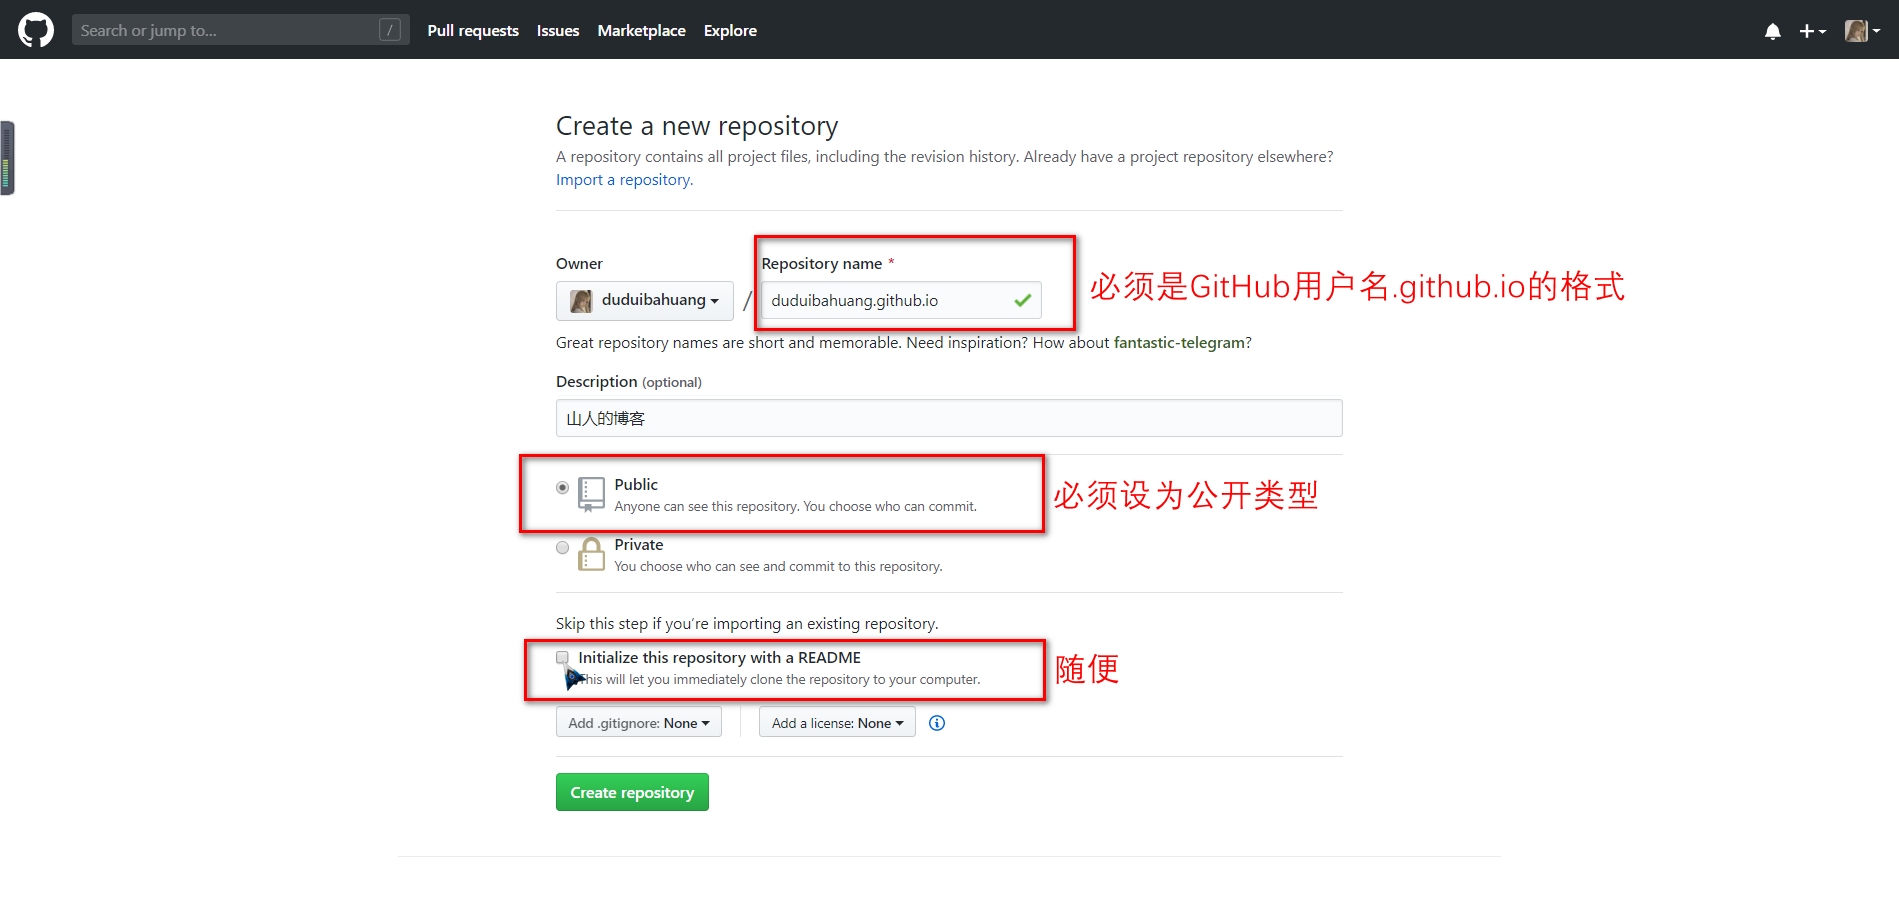 Search or jump to...
/
Pull requests
Issues
Marketplace
Explore
Create a new repository
A repository contains all project files, including the revision history. Already have a project repository elsewhere?
Import a repository.
Owner
Repository name *
duduibahuang
/
duduibahuang.github.io
必须是GitHub用户名.github.io的格式
Great repository names are short and memorable. Need inspiration? How about fantastic-telegram?
Description (optional)
山人的博客
Public
Anyone can see this repository. You choose who can commit.
必须设为公开类型
Private
You choose who can see and commit to this repository.
Skip this step if you’re importing an existing repository.
Initialize this repository with a README
This will let you immediately clone the repository to your computer.
随便
Add .gitignore: None
Add a license: None
Create repository